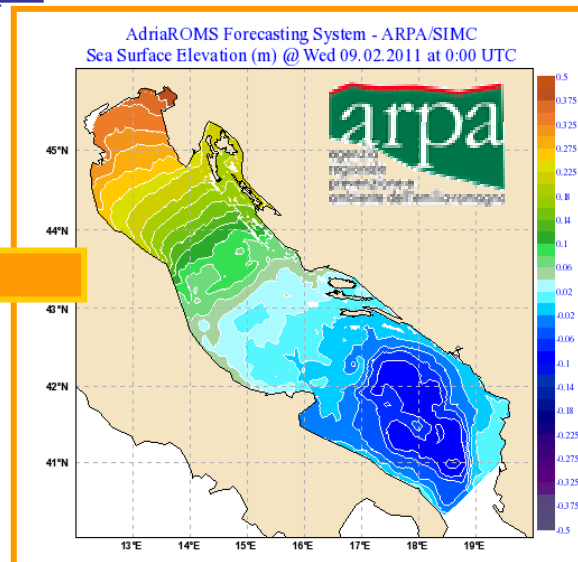 AdriaROMS Forecasting System - ARPA/SIMC
Sea Surface Elevation (m) @ Wed 09.02.2011 at 0:00 UTC
arpa
agenzia
regionale
prevenzione e
ambiente dell'emilia-romagna
45°N
44°N
43°N
42°N
41°N
13°E 14°E 15°E 16°E 17°E 18°E 19°E
0.5
0.375
0.325
0.275
0.225
0.18
0.14
0.1
0.06
0.02
-0.02
-0.06
-0.1
-0.14
-0.18
-0.225
-0.275
-0.325
-0.375
-0.5